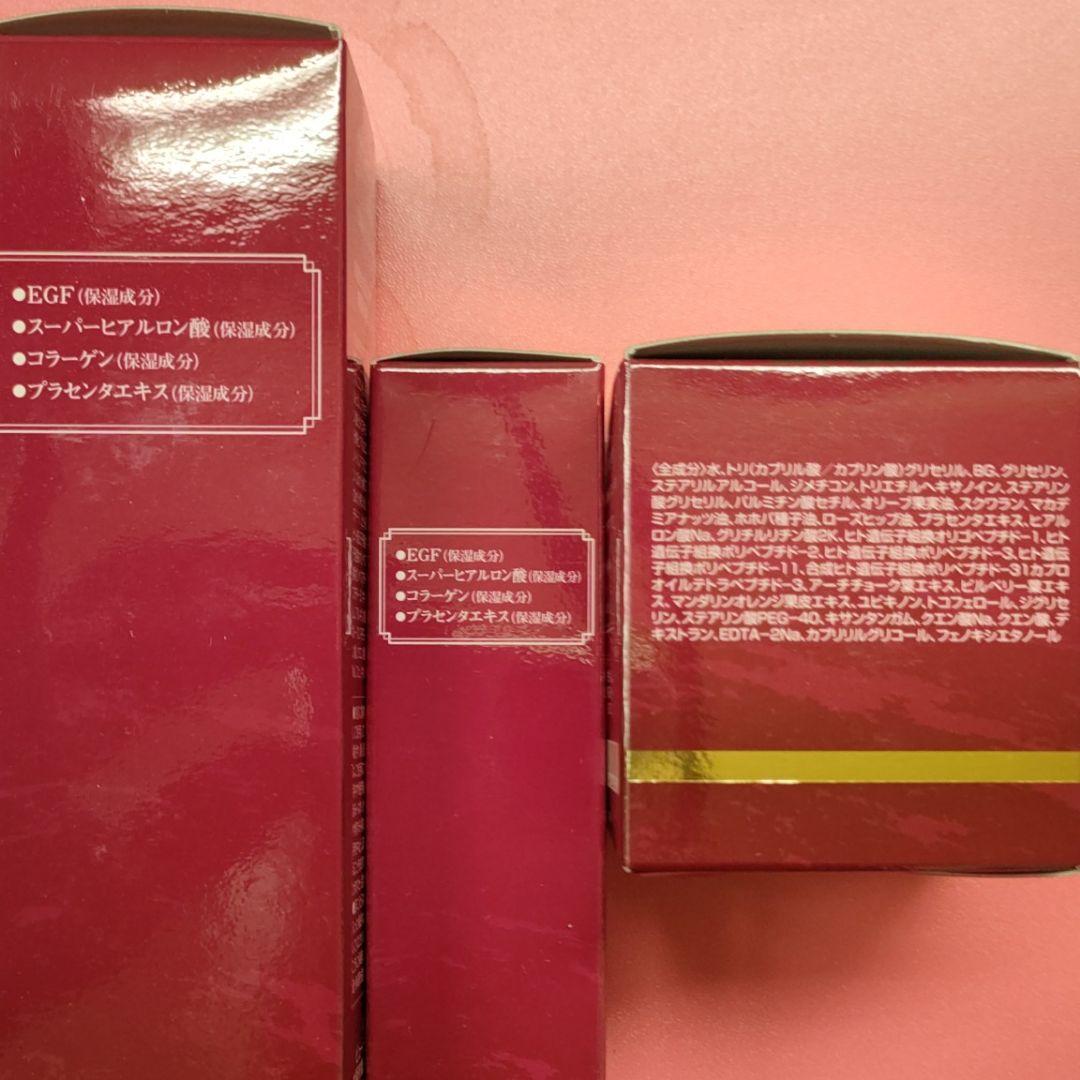 ●EGF(保湿成分)
●スーパーヒアルロン酸(保湿成分)
●コラーゲン(保湿成分)
●プラセンタエキス(保湿成分)
●EGF(保湿成分)
●スーパーヒアルロン酸(保湿成分)
●コラーゲン(保湿成分)
●プラセンタエキス(保湿成分)
〈全成分〉水、トリ(カプリル酸／カプリン酸)グリセリル、BG、グリセリン、
ステアリルアルコール、ジメチコン、トリエチルヘキサノイン、ステアリン
酸グリセリル、パルミチン酸セチル、オリーブ果実油、スクワラン、マカデ
ミアナッツ油、ホホバ種子油、ローズヒップ油、プラセンタエキス、ヒアル
ロン酸Na、グリチルリチン酸2K、ヒト遺伝子組換オリゴペプチド-1、ヒト
遺伝子組換ポリペプチド-2、ヒト遺伝子組換ポリペプチド-3、ヒト遺伝
子組換ポリペプチド-11、合成ヒト遺伝子組換ポリペプチド-31カプロ
オイルテトラペプチド-3、アーチチョーク葉エキス、ビルベリー葉エキ
ス、マンダリンオレンジ果皮エキス、ユビキノン、トコフェロール、ジグリセ
リン、ステアリン酸PEG-40、キサンタンガム、クエン酸Na、クエン酸、デ
キストラン、EDTA-2Na、カプリリルグリコール、フェノキシエタノール